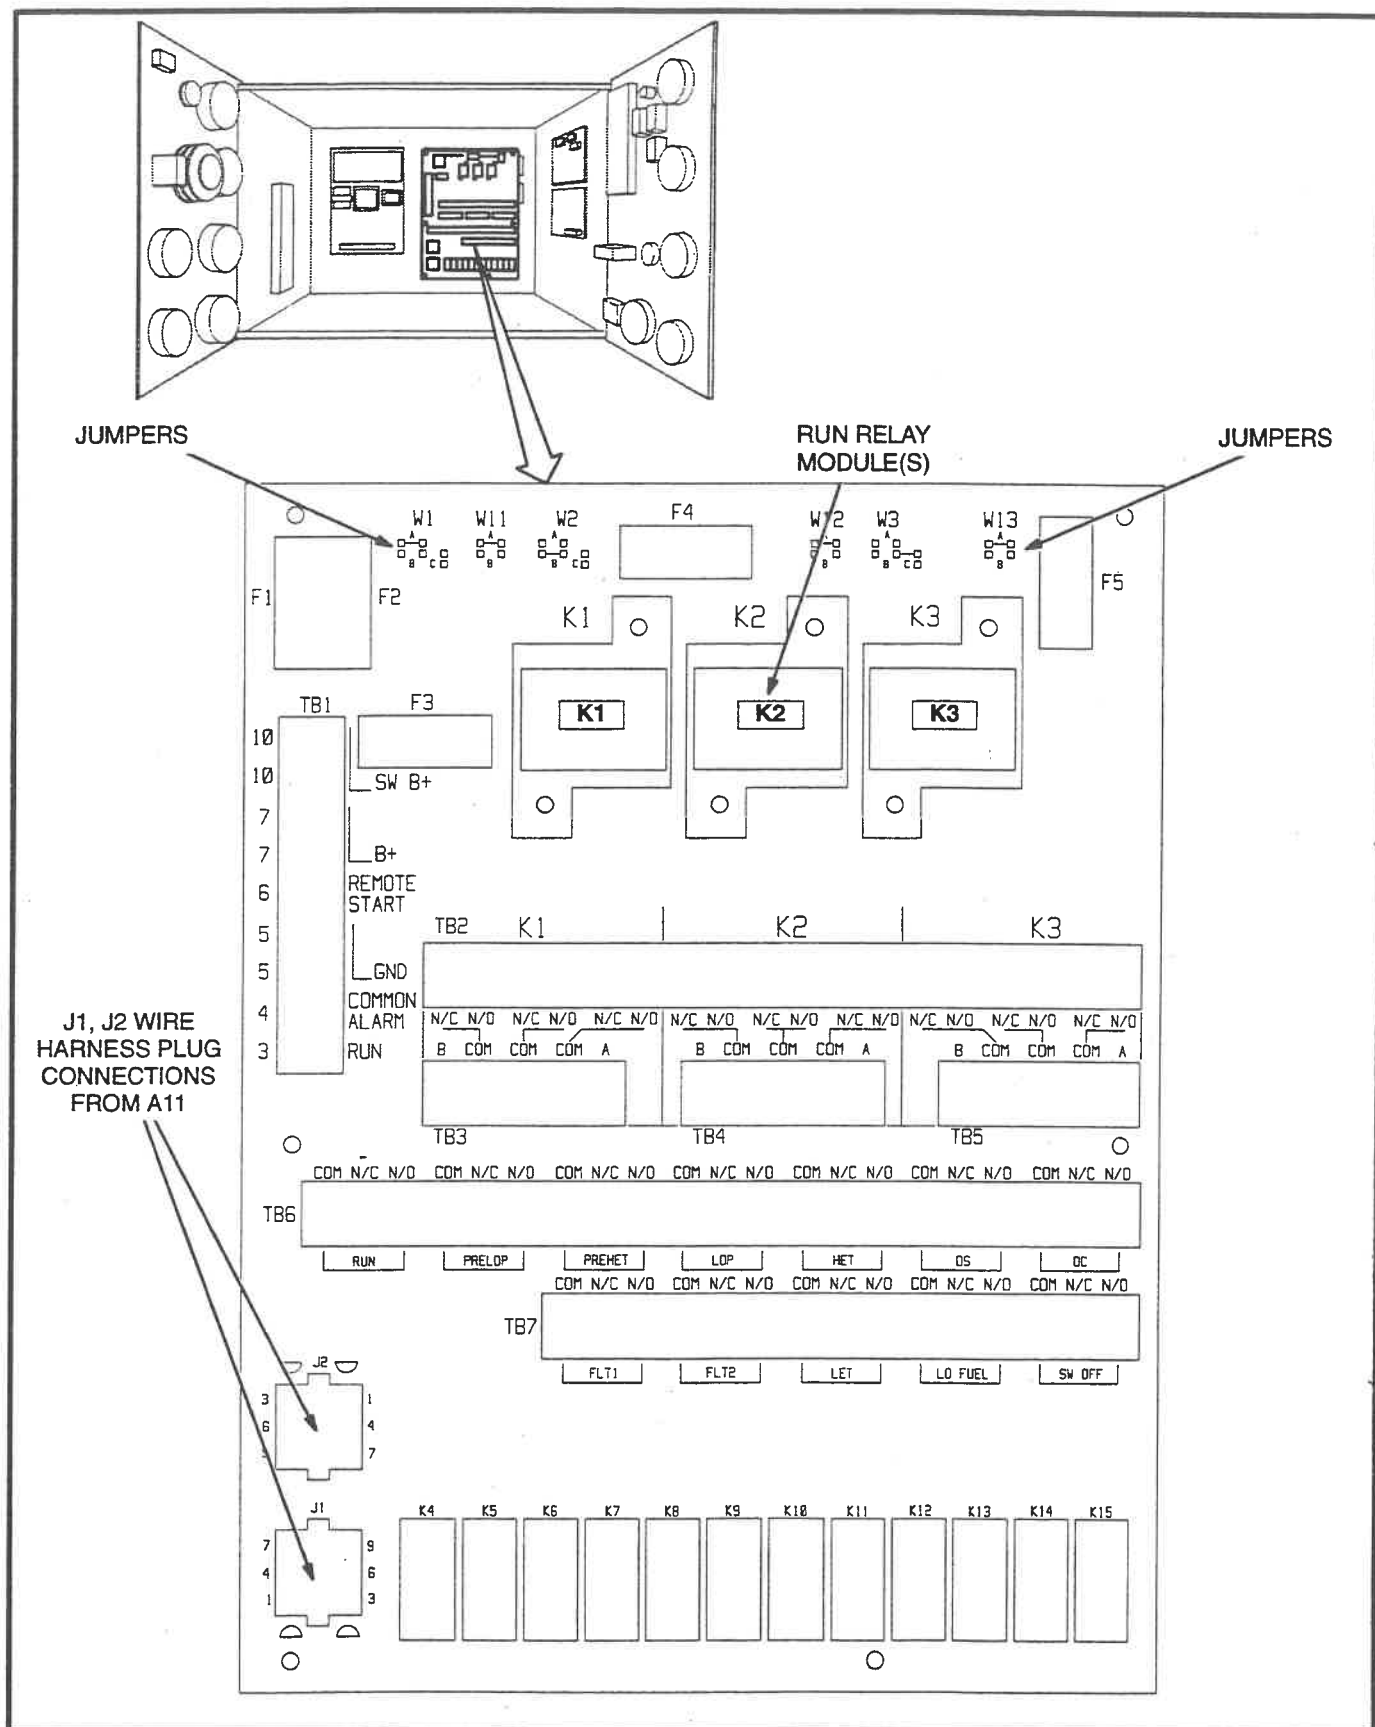 JUMPERS
RUN RELAY
MODULE(S)
JUMPERS
W1 W11 W2 F4 W12 W3 W13
A A A A A
B C B B C B B C B
F1 F2 F5
K1 K2 K3
K1 K2 K3
TB1 F3
10
10 SW B+
7
7 B+
6 REMOTE
START
5
5 GND
4 COMMON
ALARM
3 RUN
TB2 K1 K2 K3
N/C N/O N/C N/O N/C N/O N/C N/O N/C N/O N/C N/O N/C N/O N/C N/O N/C N/O
B COM COM COM A B COM COM COM A B COM COM COM A
TB3 TB4 TB5
J1, J2 WIRE
HARNESS PLUG
CONNECTIONS
FROM A11
COM N/C N/O COM N/C N/O COM N/C N/O COM N/C N/O COM N/C N/O COM N/C N/O COM N/C N/O
TB6
RUN PRELOP PREHET LOP HET OS OC
COM N/C N/O COM N/C N/O COM N/C N/O COM N/C N/O COM N/C N/O
TB7
FLT1 FLT2 LET LO FUEL SW OFF
J2
3 1
6 4
7
J1
7 9
4 6
1 3
K4 K5 K6 K7 K8 K9 K10 K11 K12 K13 K14 K15